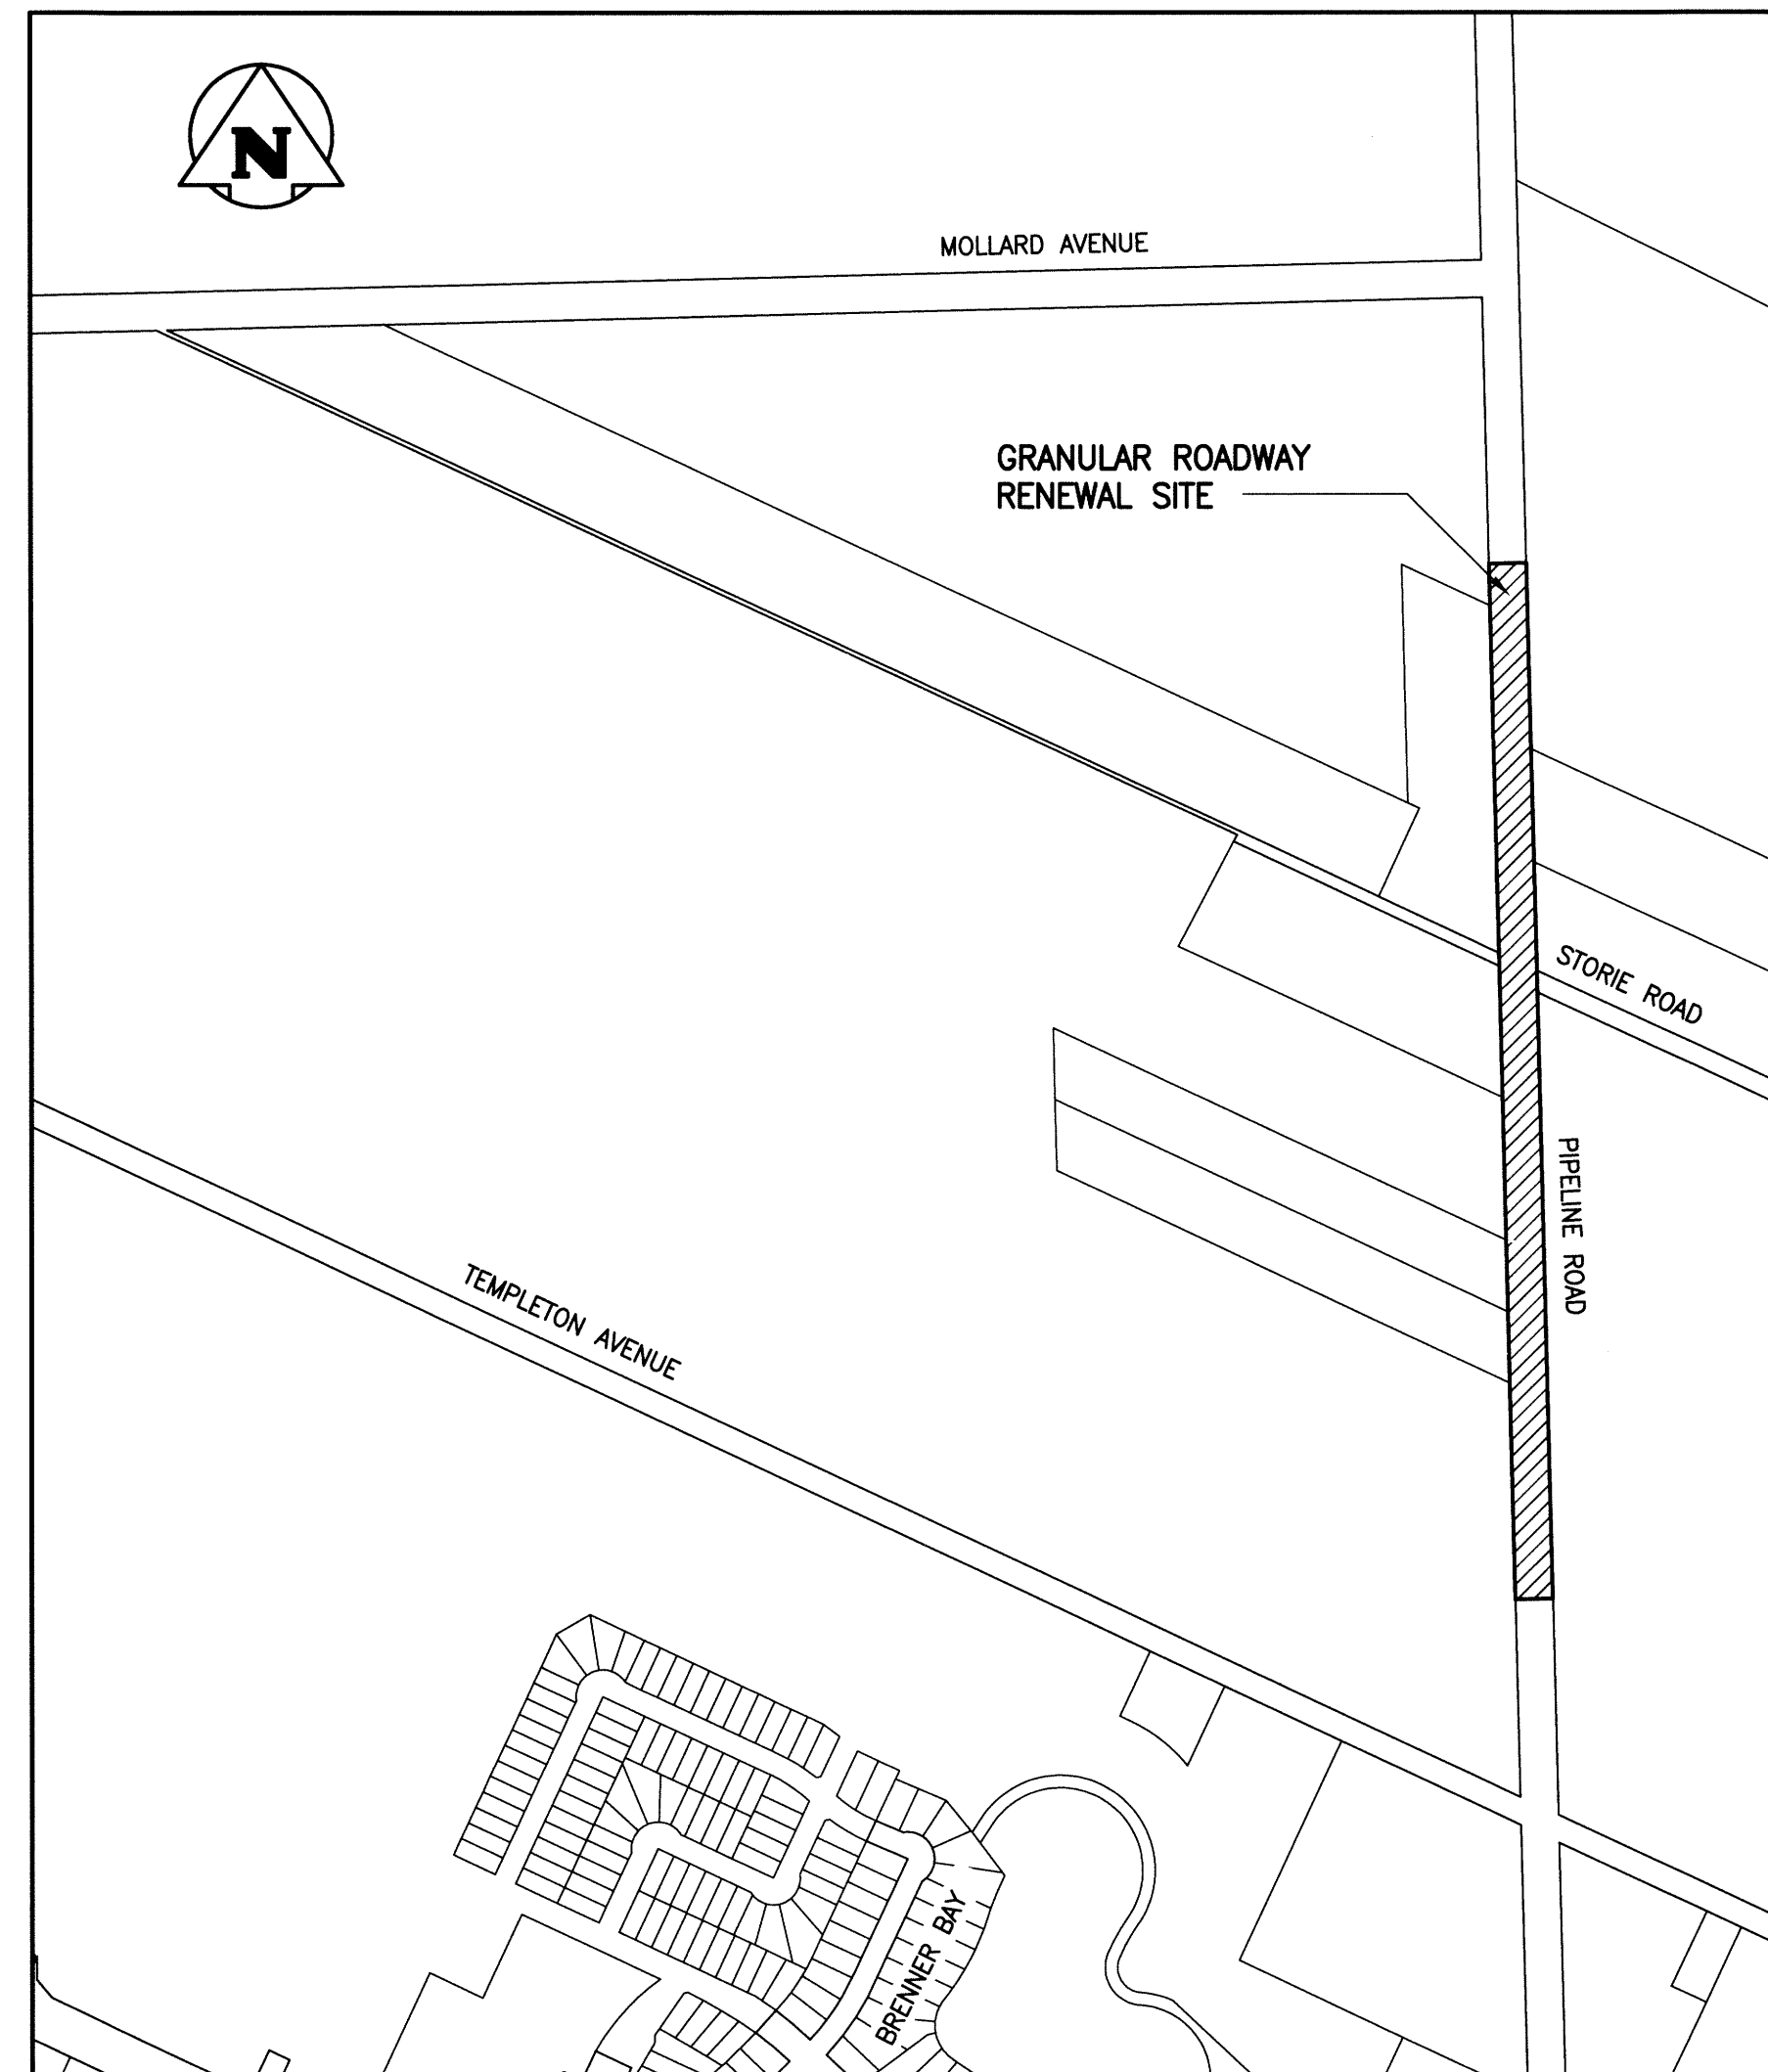 N
MOLLARD AVENUE
GRANULAR ROADWAY
RENEWAL SITE
STORIE ROAD
PIPELINE ROAD
TEMPLETON AVENUE
BRENNER BAY